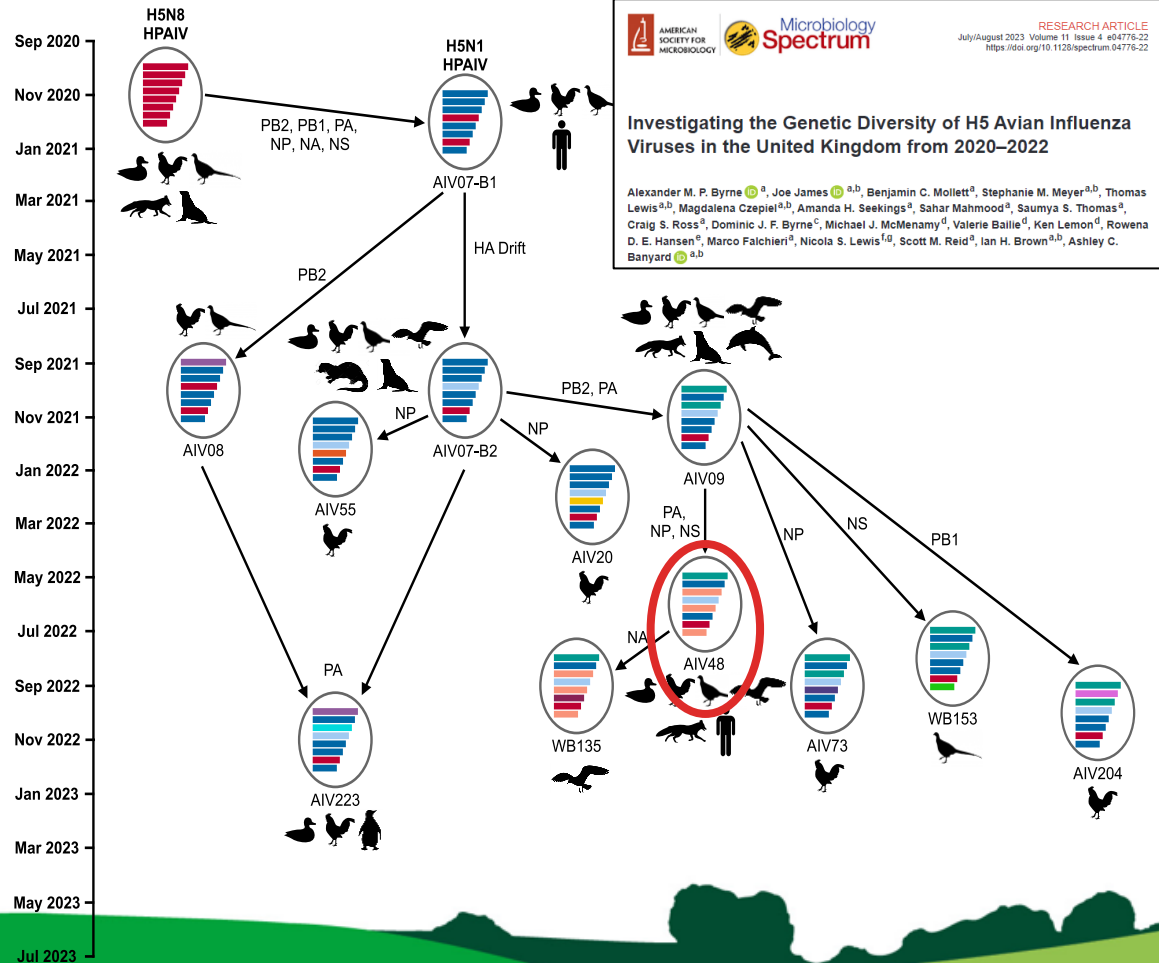 H5N8
HPAIV
H5N1
HPAIV
AMERICAN
SOCIETY FOR
MICROBIOLOGY
Microbiology
Spectrum
RESEARCH ARTICLE
July/August 2023 Volume 11 Issue 4 e04776-22
https://doi.org/10.1128/spectrum.04776-22
Investigating the Genetic Diversity of H5 Avian Influenza
Viruses in the United Kingdom from 2020–2022
Alexander M. P. Byrne iD a, Joe James iD a,b, Benjamin C. Mollett a, Stephanie M. Meyer a,b, Thomas
Lewis a,b, Magdalena Czepiel a,b, Amanda H. Seekings a, Sahar Mahmood a, Saumya S. Thomas a,
Craig S. Ross a, Dominic J. F. Byrne c, Michael J. McMenamy d, Valerie Bailie d, Ken Lemon d, Rowena
D. E. Hansen e, Marco Falchieri a, Nicola S. Lewis f,g, Scott M. Reid a, Ian H. Brown a,b, Ashley C.
Banyard iD a,b
Sep 2020
Nov 2020
Jan 2021
Mar 2021
May 2021
Jul 2021
Sep 2021
Nov 2021
Jan 2022
Mar 2022
May 2022
Jul 2022
Sep 2022
Nov 2022
Jan 2023
Mar 2023
May 2023
Jul 2023
PB2, PB1, PA,
NP, NA, NS
AIV07-B1
PB2
HA Drift
AIV08
NP
AIV55
AIV07-B2
NP
AIV20
PB2, PA
AIV09
PA,
NP, NS
NP
NS
PB1
AIV48
NA
WB135
AIV73
WB153
AIV204
PA
AIV223